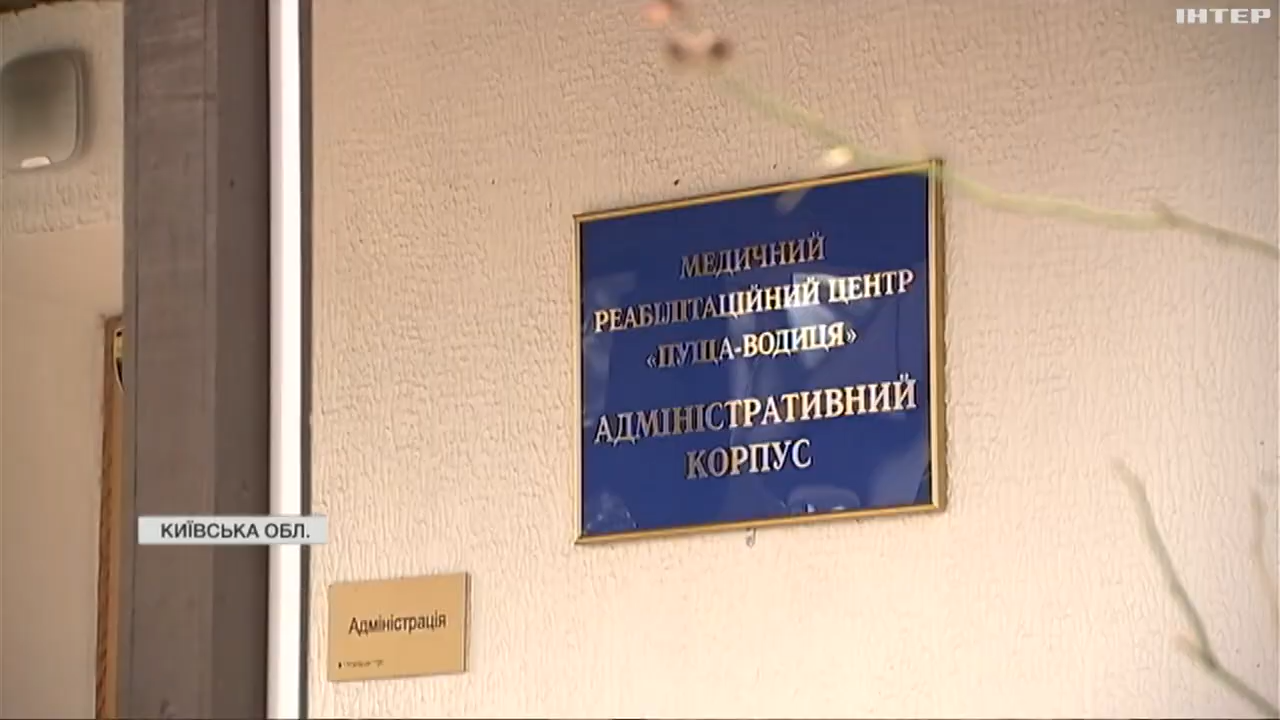 ІНТЕР
МЕДИЧНИЙ
РЕАБІЛІТАЦІЙНИЙ ЦЕНТР
«ПУЩА-ВОДИЦЯ»
АДМІНІСТРАТИВНИЙ
КОРПУС
КИЇВСЬКА ОБЛ.
Адміністрація